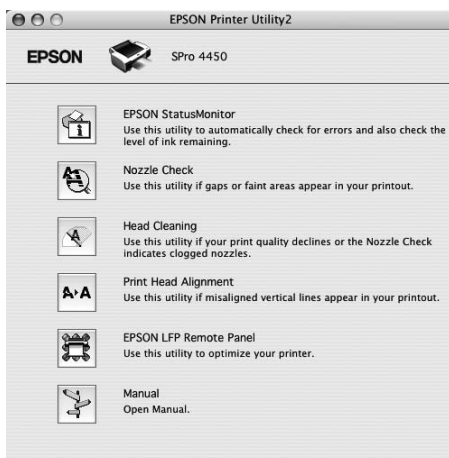 EPSON Printer Utility2
EPSON
SPro 4450
EPSON StatusMonitor
Use this utility to automatically check for errors and also check the
level of ink remaining.
Nozzle Check
Use this utility if gaps or faint areas appear in your printout.
Head Cleaning
Use this utility if your print quality declines or the Nozzle Check
indicates clogged nozzles.
Print Head Alignment
Use this utility if misaligned vertical lines appear in your printout.
EPSON LFP Remote Panel
Use this utility to optimize your printer.
Manual
Open Manual.